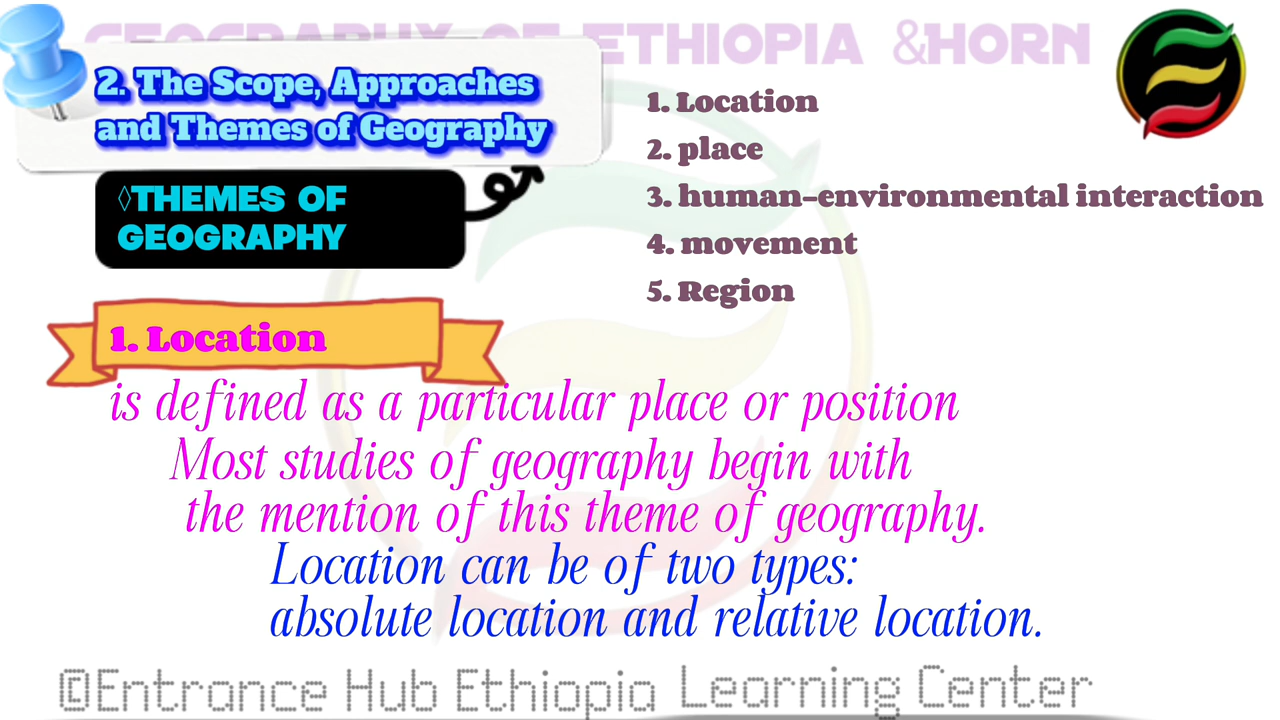 GEOGRAPHY OF ETHIOPIA &HORN
2. The Scope, Approaches
and Themes of Geography
◊THEMES OF
GEOGRAPHY
1. Location
2. place
3. human-environmental interaction
4. movement
5. Region
1. Location
is defined as a particular place or position
Most studies of geography begin with
the mention of this theme of geography.
Location can be of two types:
absolute location and relative location.
@Entrance Hub Ethiopia Learning Center